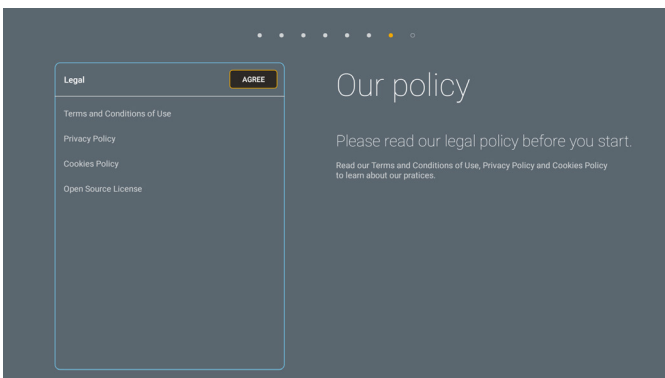 Legal
AGREE
Terms and Conditions of Use
Privacy Policy
Cookies Policy
Open Source License
Our policy
Please read our legal policy before you start.
Read our Terms and Conditions of Use, Privacy Policy and Cookies Policy
to learn about our pratices.